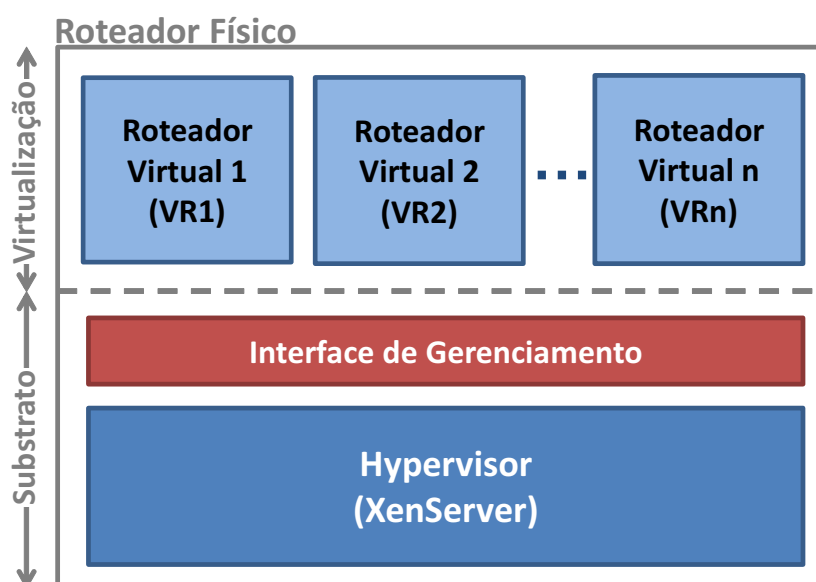 Roteador Físico
Virtualização
Roteador
Virtual 1
(VR1)
Roteador
Virtual 2
(VR2)
Roteador
Virtual n
(VRn)
Substrato
Interface de Gerenciamento
Hypervisor
(XenServer)